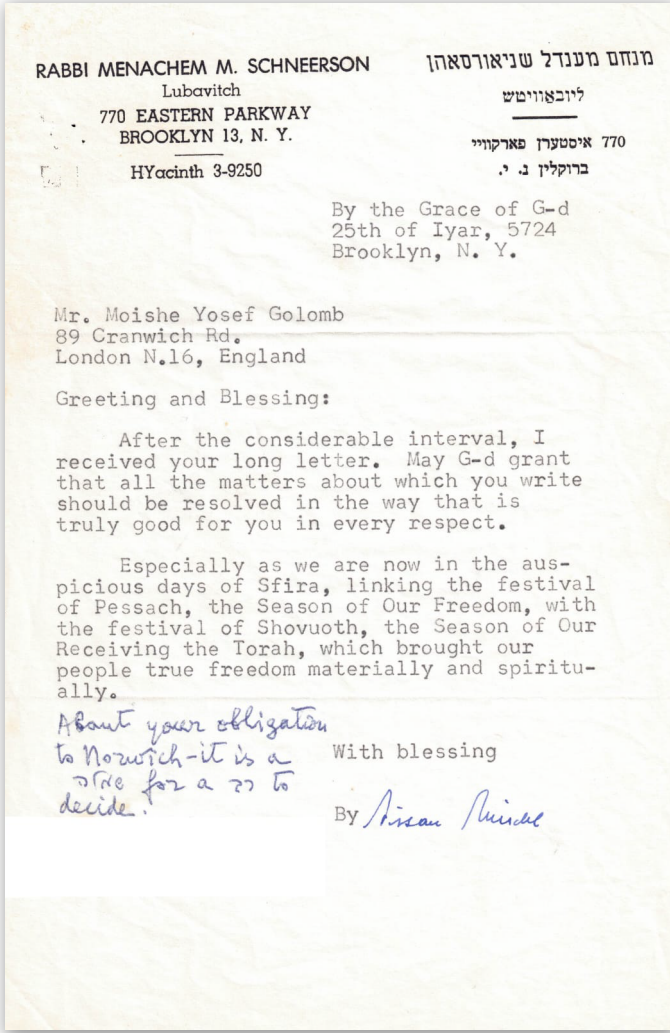 RABBI MENACHEM M. SCHNEERSON
Lubavitch
770 EASTERN PARKWAY
BROOKLYN 13, N. Y.
HYacinth 3-9250
מנחם מענדל שניאורסאהן
ליובאוויטש
770 איסטערן פארקוויי
ברוקלין נ. י.
By the Grace of G-d
25th of Iyar, 5724
Brooklyn, N. Y.
Mr. Moishe Yosef Golomb
89 Cranwich Rd.
London N.16, England
Greeting and Blessing:
After the considerable interval, I
received your long letter. May G-d grant
that all the matters about which you write
should be resolved in the way that is
truly good for you in every respect.
Especially as we are now in the aus-
picious days of Sfira, linking the festival
of Pessach, the Season of Our Freedom, with
the festival of Shovuoth, the Season of Our
Receiving the Torah, which brought our
people true freedom materially and spiritu-
ally.
About your obligation
to Norwich-it is a
שאלה for a רב to
decide.
With blessing
By Nissan Mindel